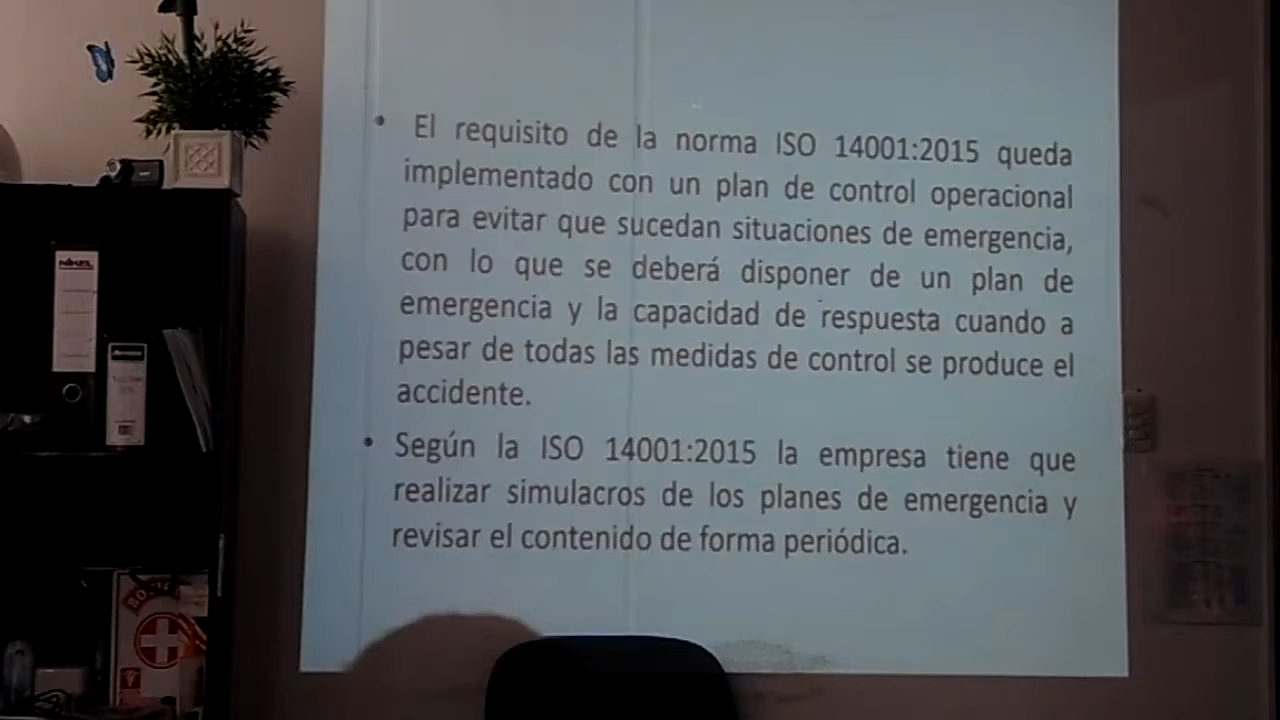 • El requisito de la norma ISO 14001:2015 queda
implementado con un plan de control operacional
para evitar que sucedan situaciones de emergencia,
con lo que se deberá disponer de un plan de
emergencia y la capacidad de respuesta cuando a
pesar de todas las medidas de control se produce el
accidente.
• Según la ISO 14001:2015 la empresa tiene que
realizar simulacros de los planes de emergencia y
revisar el contenido de forma periódica.